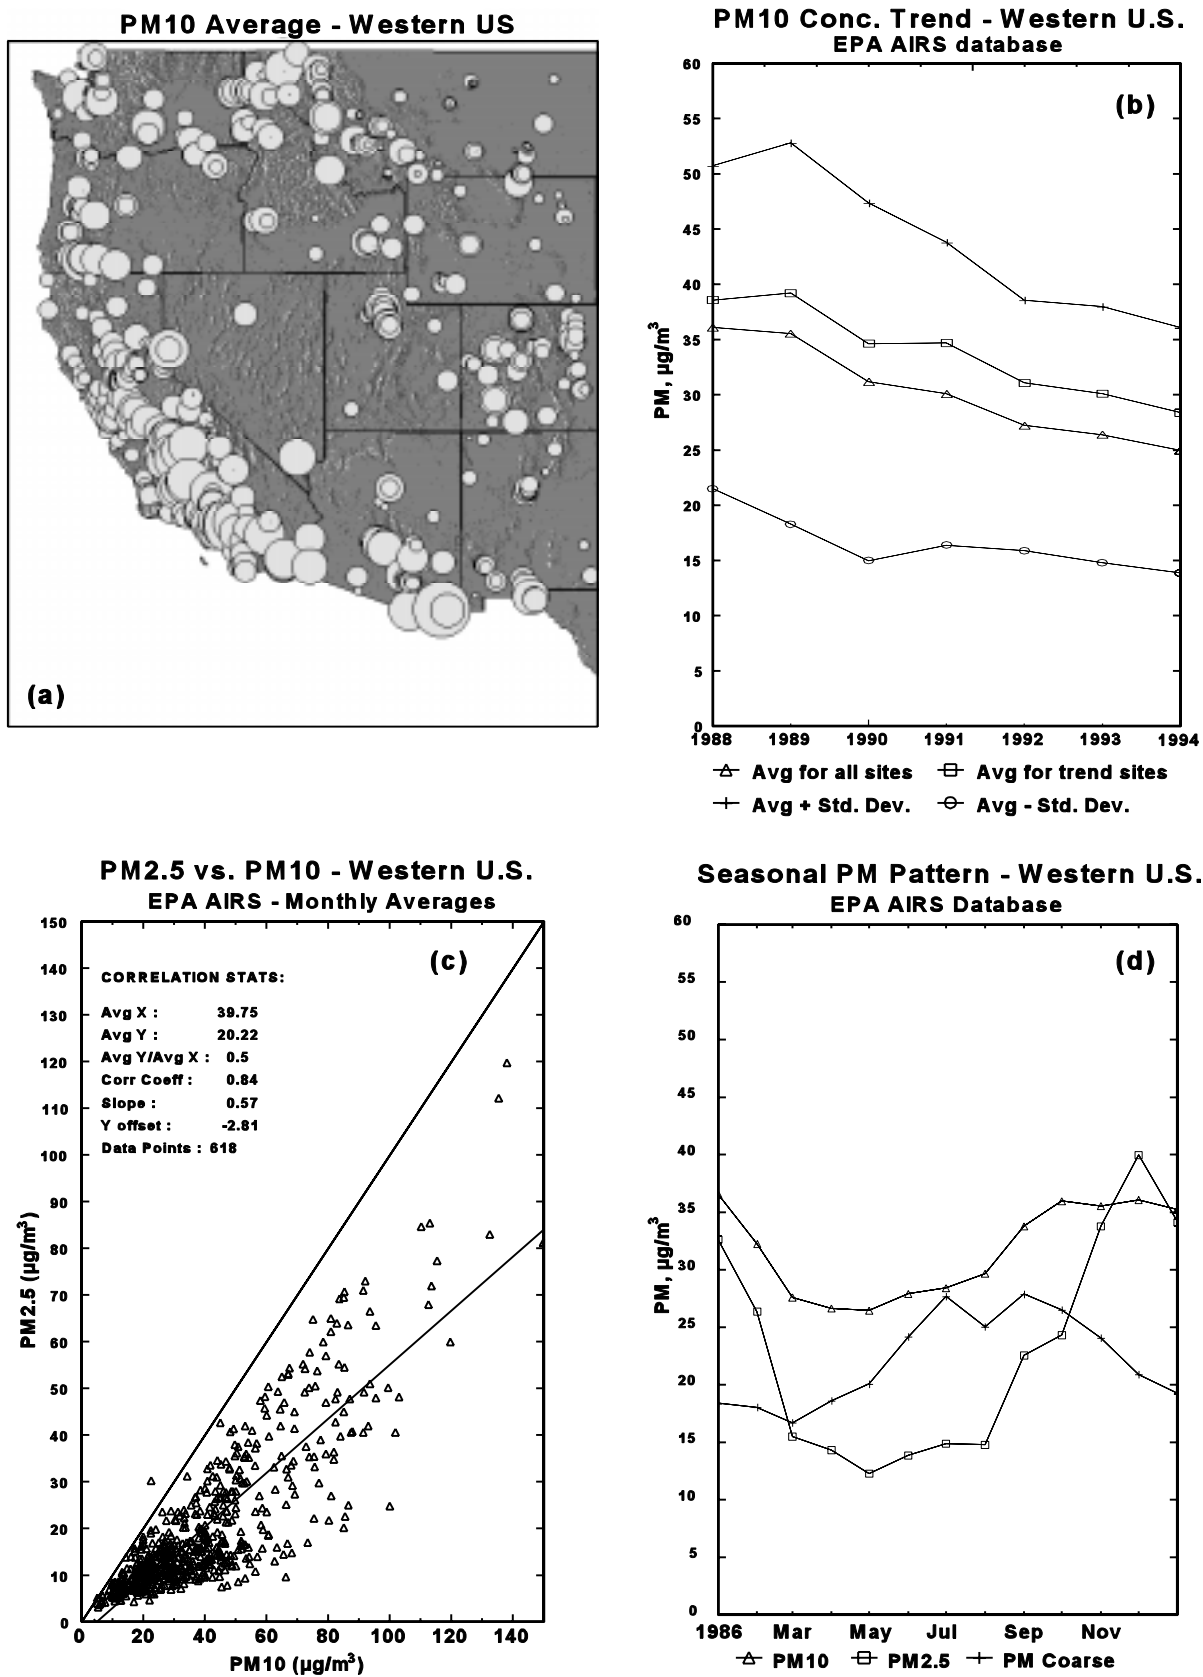 PM10 Average - Western US
(a)
PM10 Conc. Trend - Western U.S.
EPA AIRS database
(b)
60
55
50
45
40
35
30
25
20
15
10
5
0
PM, µg/m³
1988 1989 1990 1991 1992 1993 1994
Avg for all sites Avg for trend sites
Avg + Std. Dev. Avg - Std. Dev.
PM2.5 vs. PM10 - Western U.S.
EPA AIRS - Monthly Averages
(c)
CORRELATION STATS:
Avg X : 39.75
Avg Y : 20.22
Avg Y/Avg X : 0.5
Corr Coeff : 0.84
Slope : 0.57
Y offset : -2.81
Data Points : 618
150
140
130
120
110
100
90
80
70
60
50
40
30
20
10
0
PM2.5 (µg/m³)
0 20 40 60 80 100 120 140
PM10 (µg/m³)
Seasonal PM Pattern - Western U.S.
EPA AIRS Database
(d)
60
55
50
45
40
35
30
25
20
15
10
5
0
PM, µg/m³
1986 Mar May Jul Sep Nov
PM10 PM2.5 PM Coarse